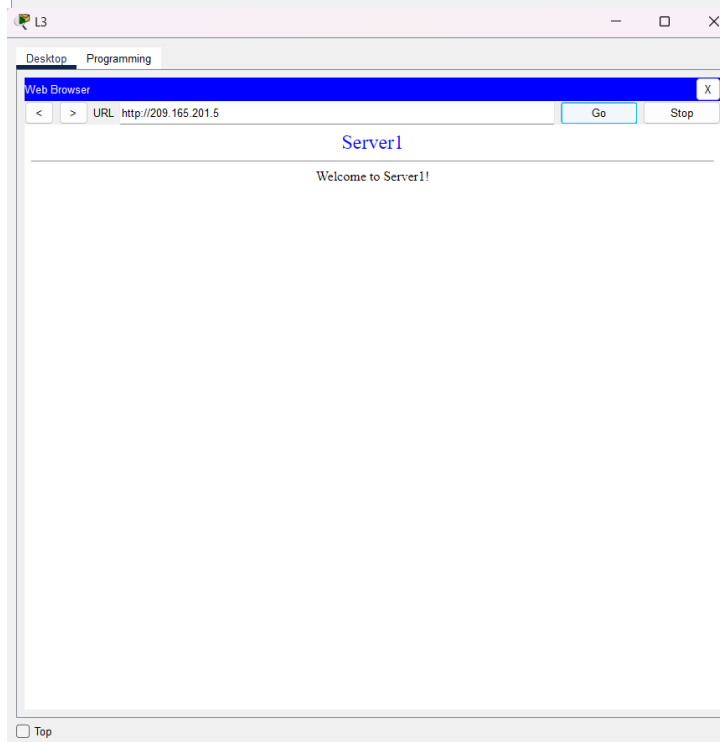 L3
Desktop Programming
Web Browser X
< > URL http://209.165.201.5 Go Stop
Server1
Welcome to Server1!
Top